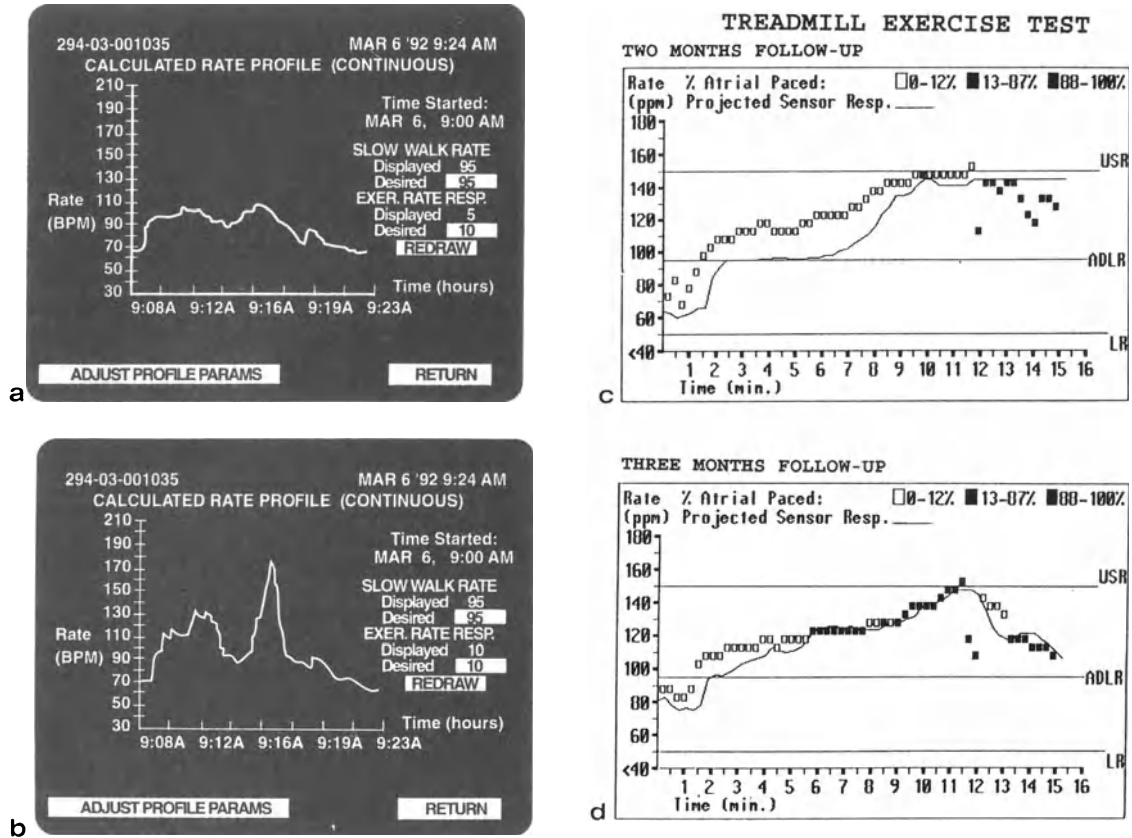 294-03-001035 MAR 6 '92 9:24 AM
CALCULATED RATE PROFILE (CONTINUOUS)
210
190
170
150
130
110
90
70
50
30
Rate
(BPM)
Time Started:
MAR 6, 9:00 AM
SLOW WALK RATE
Displayed 95
Desired 95
EXER. RATE RESP.
Displayed 5
Desired 10
REDRAW
Time (hours)
9:08A 9:12A 9:16A 9:19A 9:23A
ADJUST PROFILE PARAMS RETURN
a
294-03-001035 MAR 6 '92 9:24 AM
CALCULATED RATE PROFILE (CONTINUOUS)
210
190
170
150
130
110
90
70
50
30
Rate
(BPM)
Time Started:
MAR 6, 9:00 AM
SLOW WALK RATE
Displayed 95
Desired 95
EXER. RATE RESP.
Displayed 10
Desired 10
REDRAW
Time (hours)
9:08A 9:12A 9:16A 9:19A 9:23A
ADJUST PROFILE PARAMS RETURN
b
TREADMILL EXERCISE TEST
TWO MONTHS FOLLOW-UP
Rate % Atrial Paced: 0-12% 13-87% 88-100%
(ppm) Projected Sensor Resp.
180
160
140
120
100
80
60
<40
USR
ADLR
LR
1 2 3 4 5 6 7 8 9 10 11 12 13 14 15 16
Time (min.)
c
THREE MONTHS FOLLOW-UP
Rate % Atrial Paced: 0-12% 13-87% 88-100%
(ppm) Projected Sensor Resp.
180
160
140
120
100
80
60
<40
USR
ADLR
LR
1 2 3 4 5 6 7 8 9 10 11 12 13 14 15 16
Time (min.)
d